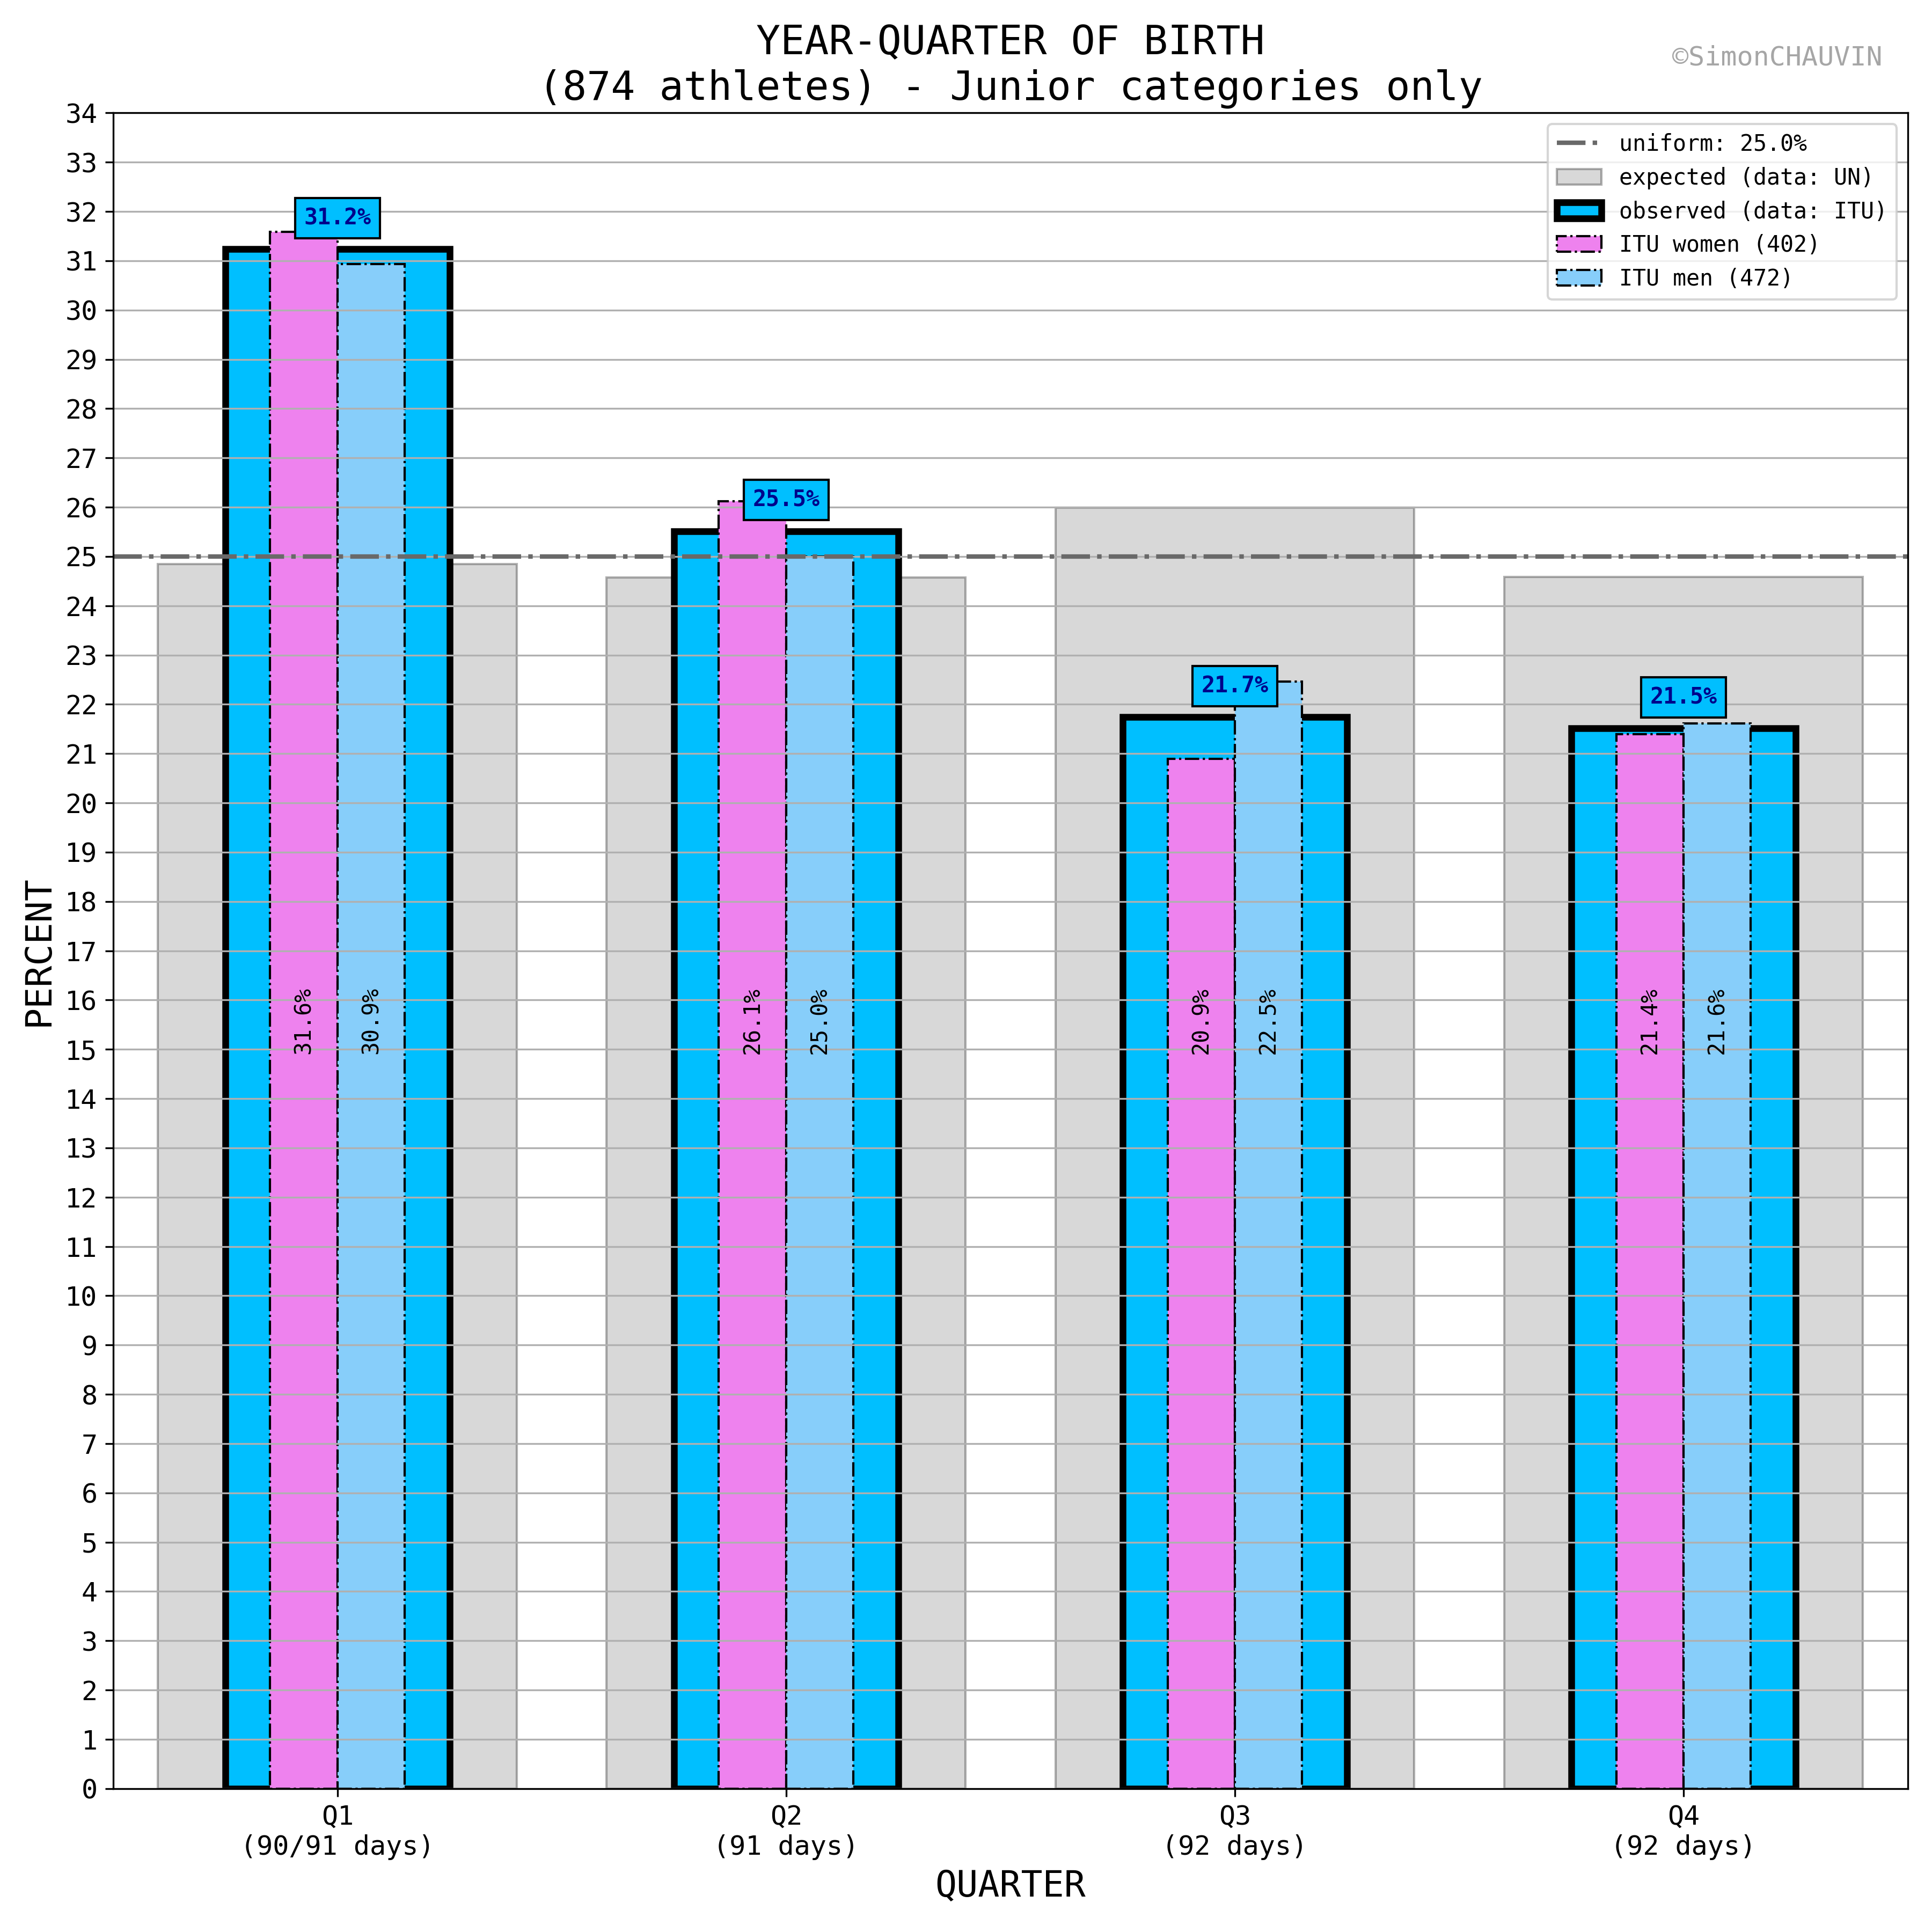 YEAR-QUARTER OF BIRTH
(874 athletes) - Junior categories only
©SimonCHAUVIN
uniform: 25.0%
expected (data: UN)
observed (data: ITU)
ITU women (402)
ITU men (472)
PERCENT
34
33
32
31
30
29
28
27
26
25
24
23
22
21
20
19
18
17
16
15
14
13
12
11
10
9
8
7
6
5
4
3
2
1
0
31.2%
25.5%
21.7%
21.5%
31.6%
30.9%
26.1%
25.0%
20.9%
22.5%
21.4%
21.6%
Q1
(90/91 days)
Q2
(91 days)
Q3
(92 days)
Q4
(92 days)
QUARTER